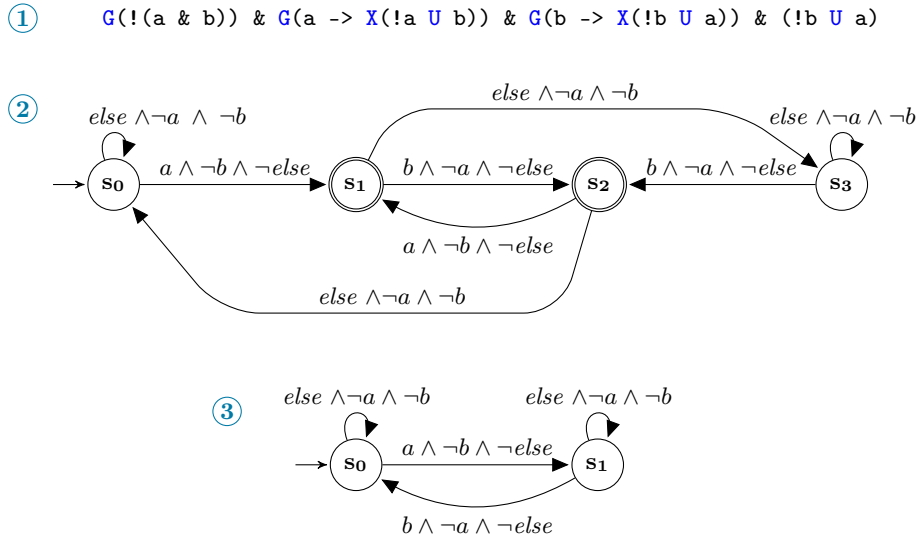 ① G(!(a & b)) & G(a -> X(!a U b)) & G(b -> X(!b U a)) & (!b U a)
②
else ∧¬a ∧ ¬b
else ∧¬a ∧ ¬b
else ∧¬a ∧ ¬b
s₀
a ∧ ¬b ∧ ¬else
s₁
b ∧ ¬a ∧ ¬else
s₂
b ∧ ¬a ∧ ¬else
s₃
a ∧ ¬b ∧ ¬else
else ∧¬a ∧ ¬b
③
else ∧¬a ∧ ¬b
else ∧¬a ∧ ¬b
s₀
a ∧ ¬b ∧ ¬else
s₁
b ∧ ¬a ∧ ¬else